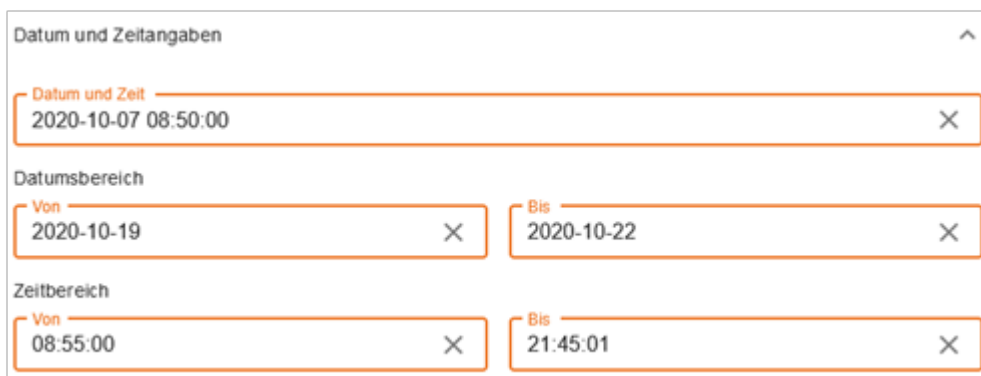 Datum und Zeitangaben
Datum und Zeit
2020-10-07 08:50:00
Datumsbereich
Von
2020-10-19
Bis
2020-10-22
Zeitbereich
Von
08:55:00
Bis
21:45:01